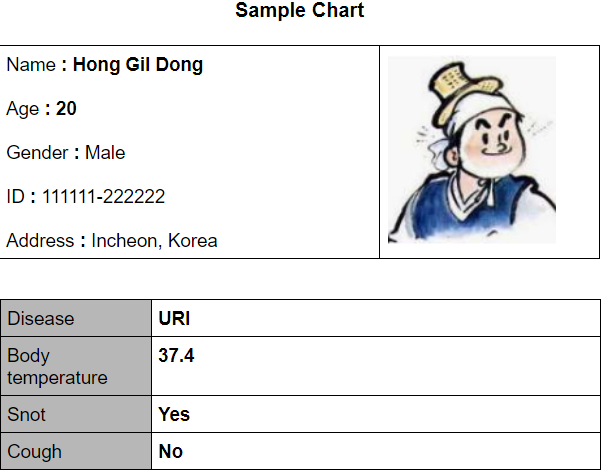 Sample Chart
Name : Hong Gil Dong
Age : 20
Gender : Male
ID : 111111-222222
Address : Incheon, Korea
Disease URI
Body 37.4
temperature
Snot Yes
Cough No